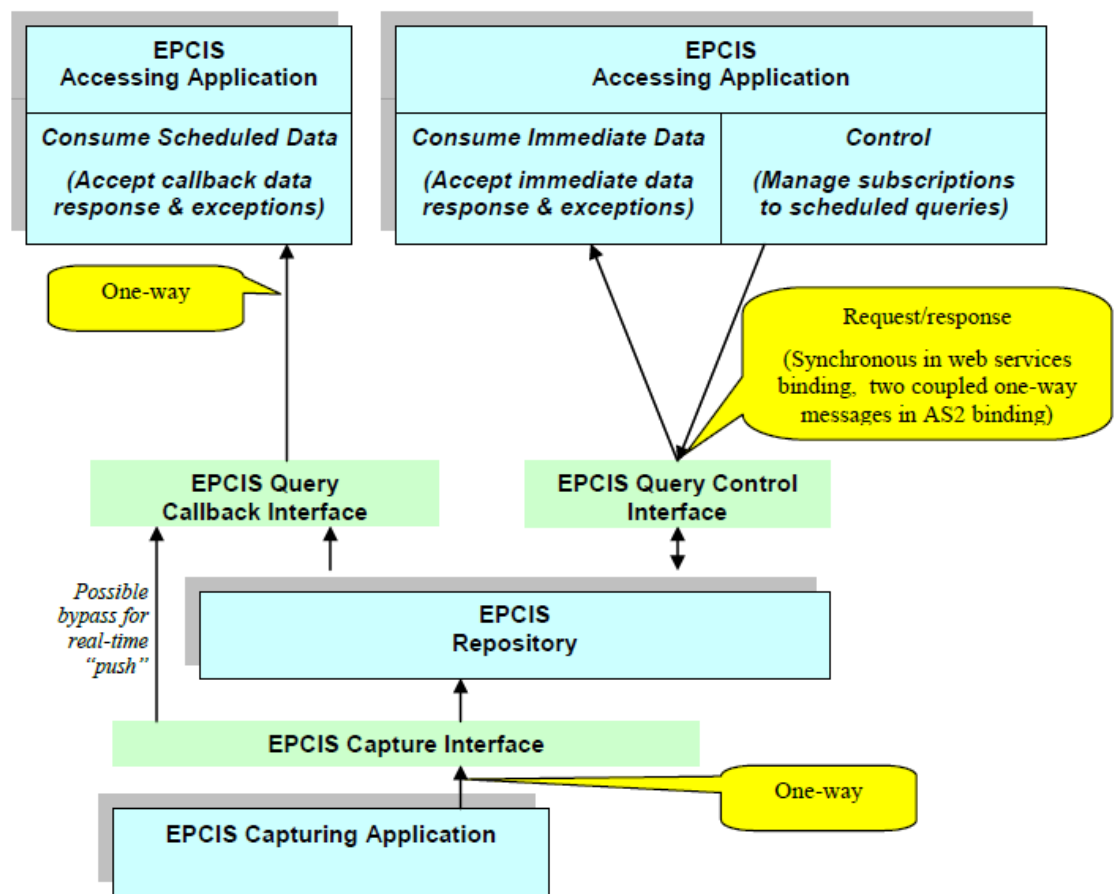 EPCIS
Accessing Application
Consume Scheduled Data
(Accept callback data
response & exceptions)
EPCIS
Accessing Application
Consume Immediate Data
(Accept immediate data
response & exceptions)
Control
(Manage subscriptions
to scheduled queries)
One-way
Request/response
(Synchronous in web services
binding, two coupled one-way
messages in AS2 binding)
EPCIS Query
Callback Interface
EPCIS Query Control
Interface
Possible
bypass for
real-time
“push”
EPCIS
Repository
EPCIS Capture Interface
One-way
EPCIS Capturing Application